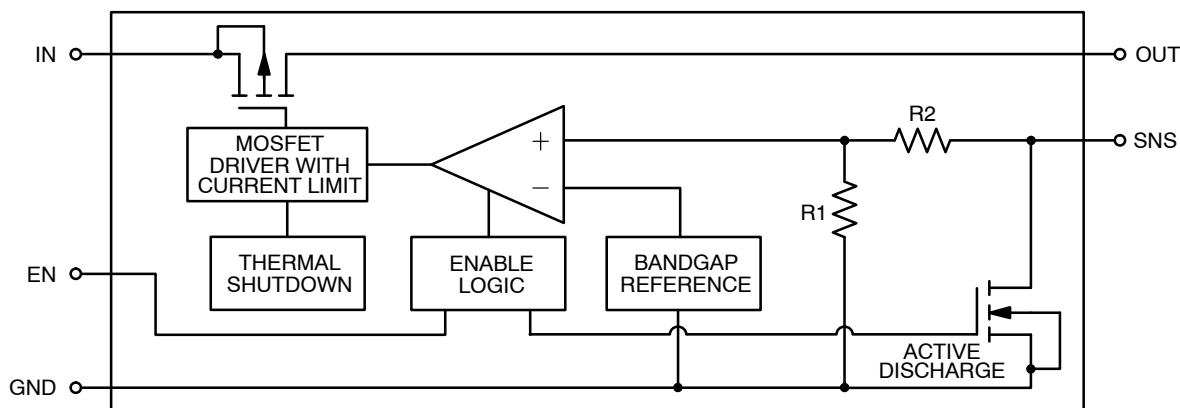 IN
OUT
R2
SNS
MOSFET
DRIVER WITH
CURRENT LIMIT
+
−
R1
THERMAL
SHUTDOWN
ENABLE
LOGIC
BANDGAP
REFERENCE
EN
ACTIVE
DISCHARGE
GND